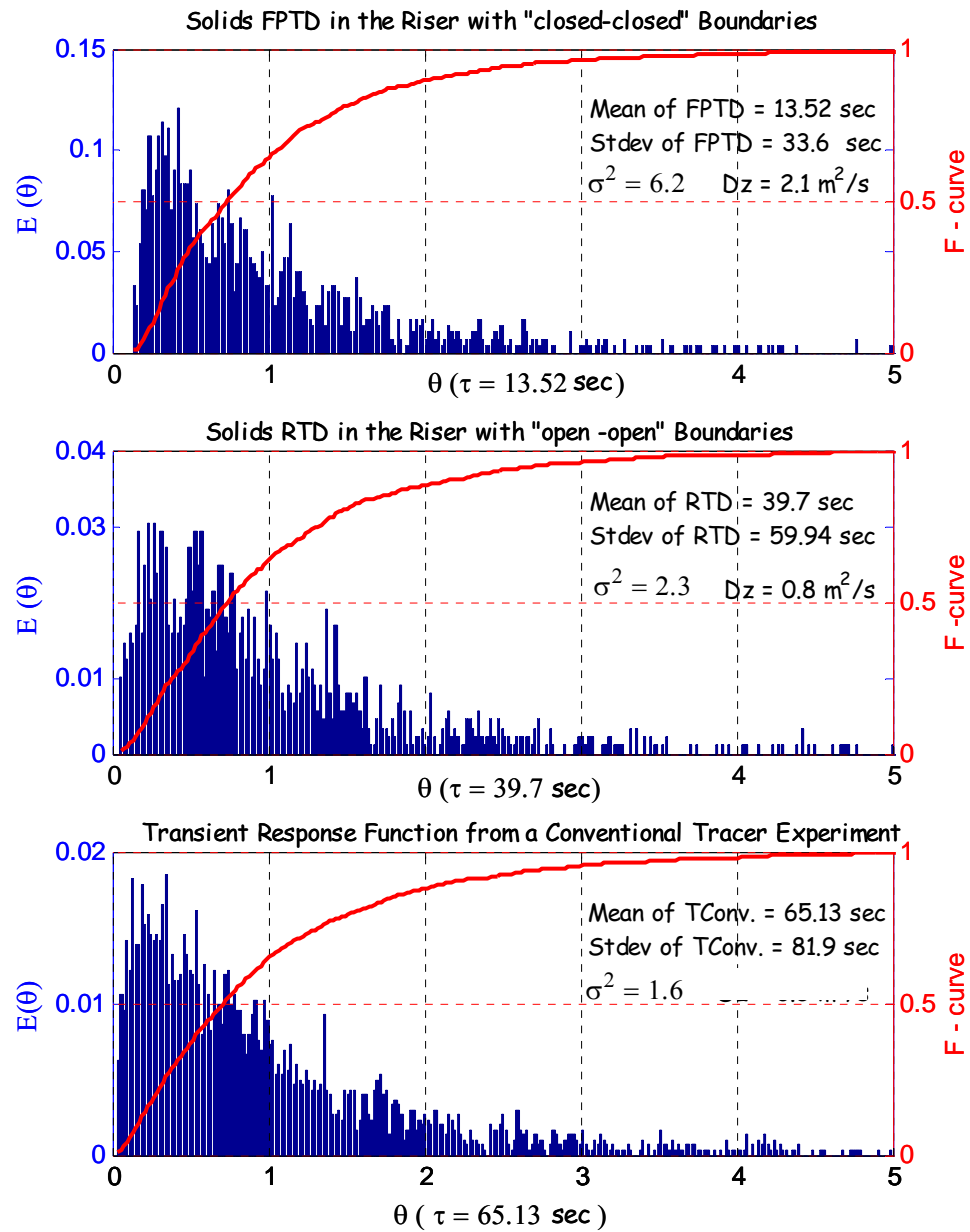 Solids FPTD in the Riser with "closed-closed" Boundaries
0.15
0.1
0.05
0
E (θ)
1
0.5
0
F - curve
Mean of FPTD = 13.52 sec
Stdev of FPTD = 33.6 sec
σ² = 6.2 Dz = 2.1 m²/s
0 1 2 3 4 5
θ (τ = 13.52 sec)
Solids RTD in the Riser with "open -open" Boundaries
0.04
0.03
0.01
0
E (θ)
1
0.5
0
F -curve
Mean of RTD = 39.7 sec
Stdev of RTD = 59.94 sec
σ² = 2.3 Dz = 0.8 m²/s
0 1 2 3 4 5
θ (τ = 39.7 sec)
Transient Response Function from a Conventional Tracer Experiment
0.02
0.01
0
E(θ)
1
0.5
0
F - curve
Mean of TConv. = 65.13 sec
Stdev of TConv. = 81.9 sec
σ² = 1.6
0 1 2 3 4 5
θ ( τ = 65.13 sec )